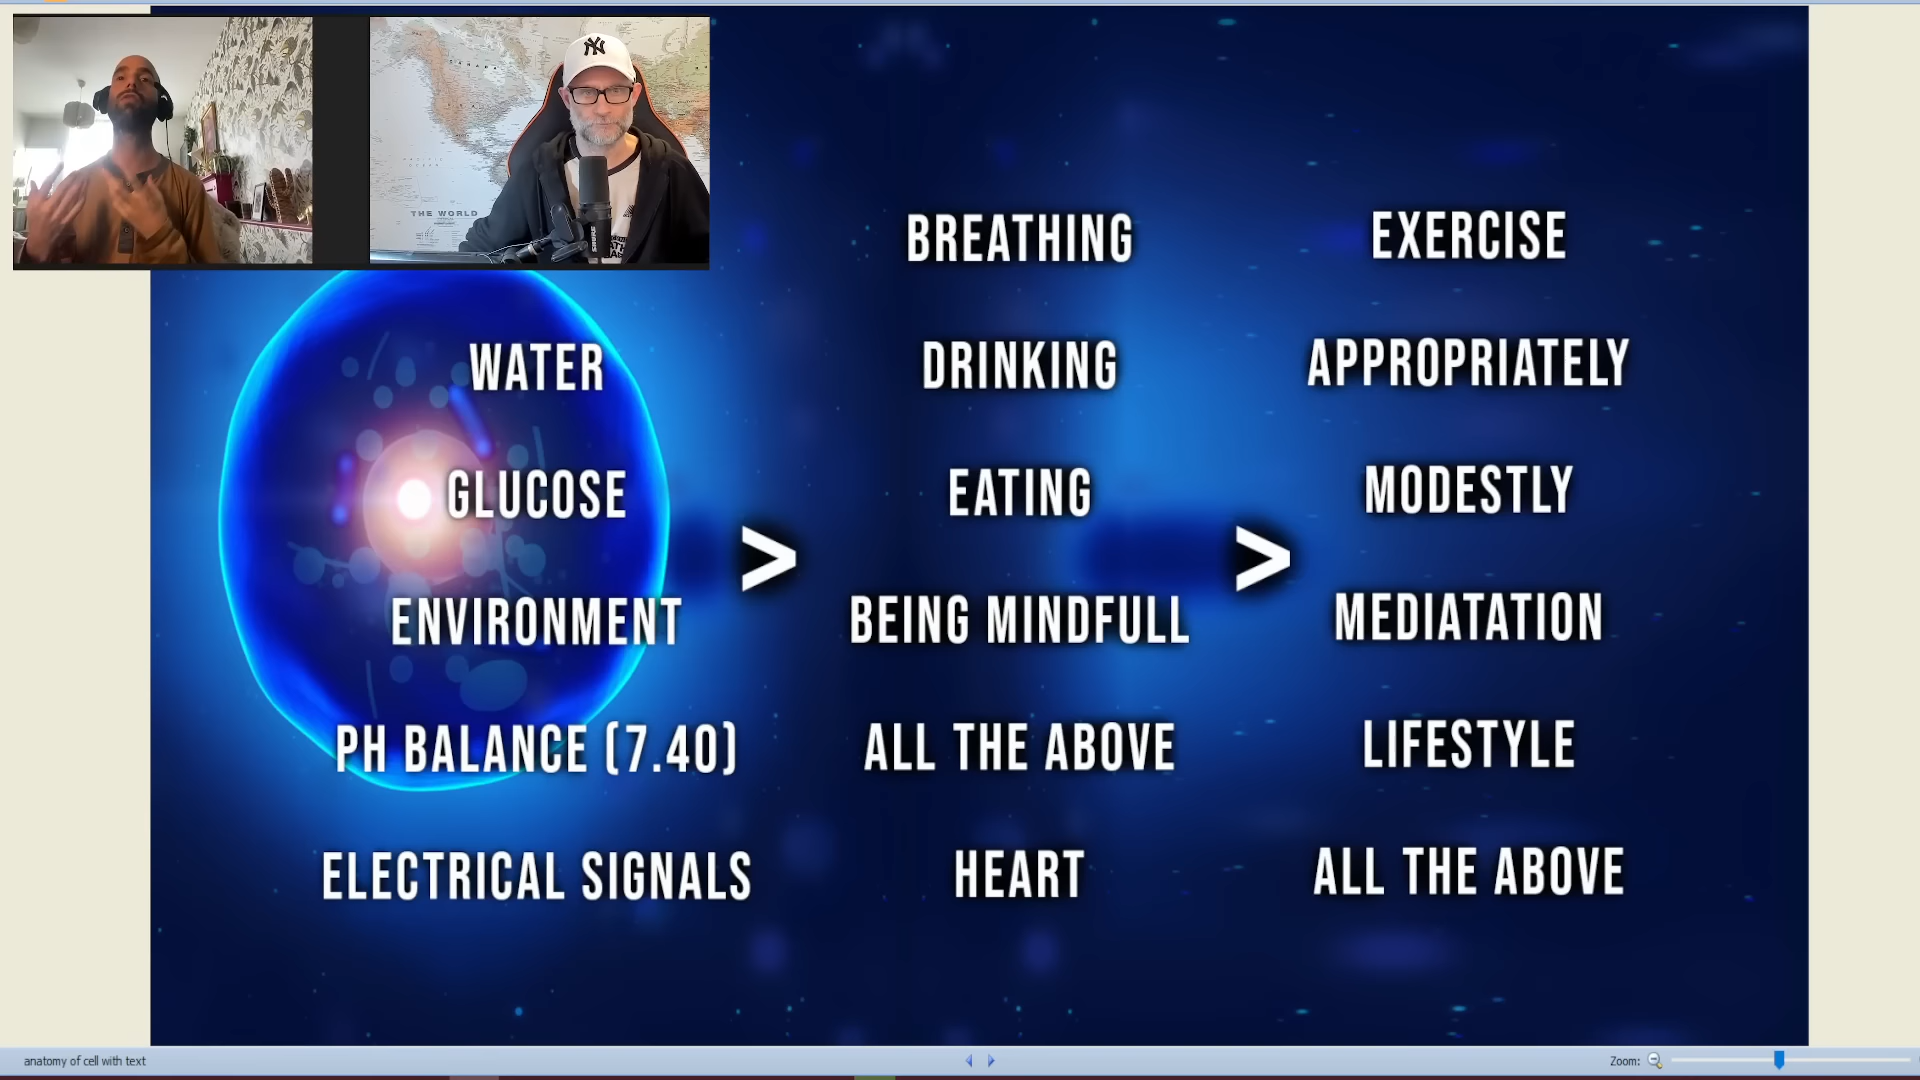 THE WORLD
SHURE
WATER
GLUCOSE
ENVIRONMENT
PH BALANCE (7.40)
ELECTRICAL SIGNALS
>
BREATHING
DRINKING
EATING
BEING MINDFULL
ALL THE ABOVE
HEART
>
EXERCISE
APPROPRIATELY
MODESTLY
MEDIATATION
LIFESTYLE
ALL THE ABOVE
anatomy of cell with text
Zoom: